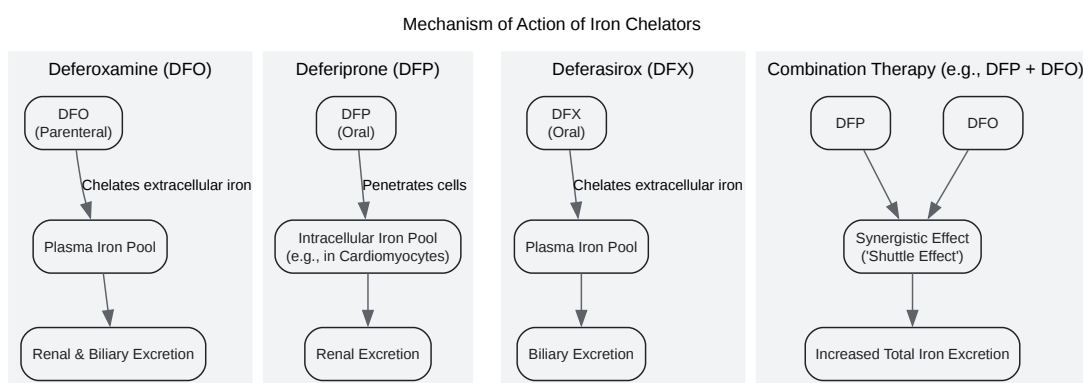 Mechanism of Action of Iron Chelators
Deferoxamine (DFO)
DFO
(Parenteral)
Chelates extracellular iron
Plasma Iron Pool
Renal & Biliary Excretion
Deferiprone (DFP)
DFP
(Oral)
Penetrates cells
Intracellular Iron Pool
(e.g., in Cardiomyocytes)
Renal Excretion
Deferasirox (DFX)
DFX
(Oral)
Chelates extracellular iron
Plasma Iron Pool
Biliary Excretion
Combination Therapy (e.g., DFP + DFO)
DFP
DFO
Synergistic Effect
('Shuttle Effect')
Increased Total Iron Excretion